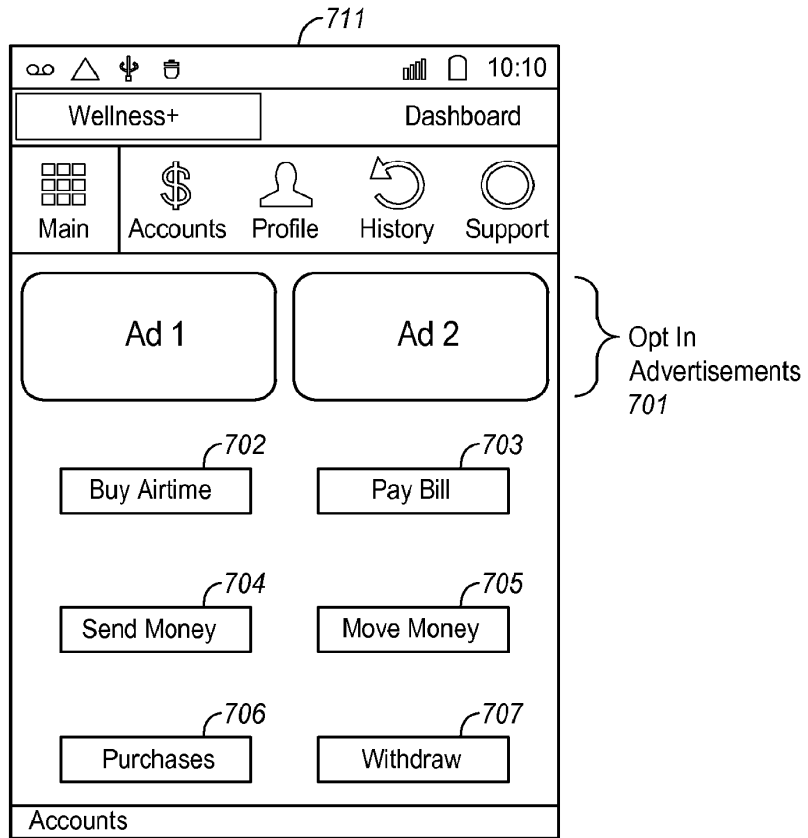 711
10:10
Wellness+ Dashboard
Main Accounts Profile History Support
Ad 1 Ad 2
Opt In
Advertisements
701
702 703
Buy Airtime Pay Bill
704 705
Send Money Move Money
706 707
Purchases Withdraw
Accounts